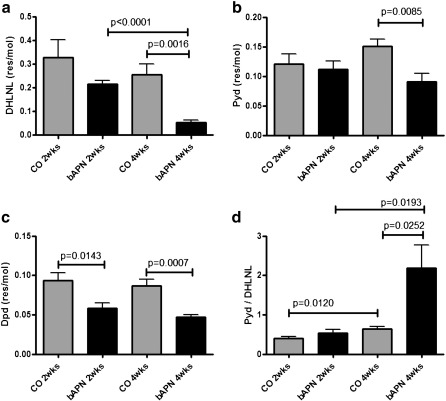 a
p<0.0001
p=0.0016
DHLNL (res/mol)
0.5
0.4
0.3
0.2
0.1
0.0
CO 2wks
bAPN 2wks
CO 4wks
bAPN 4wks
b
p=0.0085
Pyd (res/mol)
0.20
0.15
0.10
0.05
0.00
CO 2wks
bAPN 2wks
CO 4wks
bAPN 4wks
c
p=0.0143
p=0.0007
Dpd (res/mol)
0.15
0.10
0.05
0.00
CO 2wks
bAPN 2wks
CO 4wks
bAPN 4wks
d
p=0.0193
p=0.0252
p=0.0120
Pyd / DHLNL
3
2
1
0
CO 2wks
bAPN 2wks
CO 4wks
bAPN 4wks